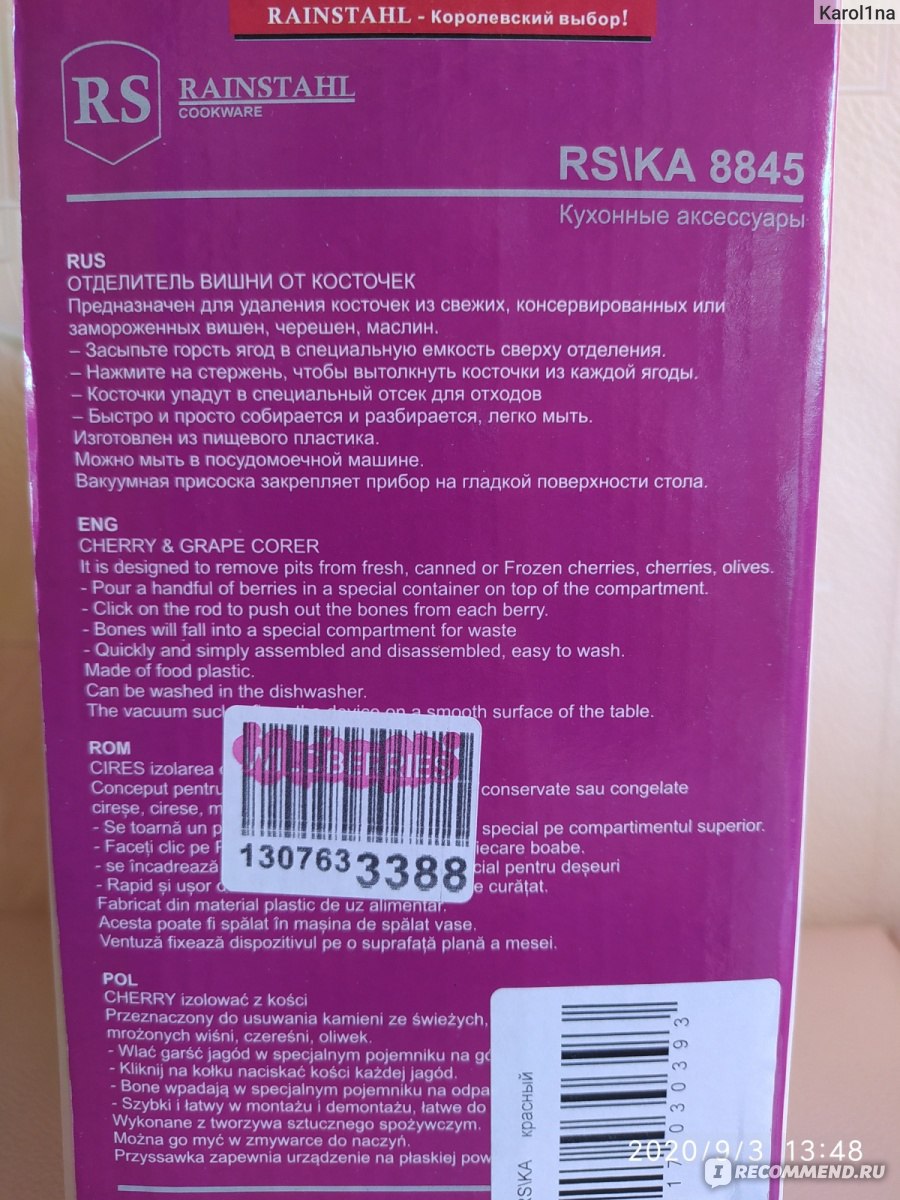 Karol1na
RAINSTAHL - Королевский выбор!
RS
RAINSTAHL
COOKWARE
RS\KA 8845
Кухонные аксессуары
RUS
ОТДЕЛИТЕЛЬ ВИШНИ ОТ КОСТОЧЕК
Предназначен для удаления косточек из свежих, консервированных или
замороженных вишен, черешен, маслин.
– Засыпьте горсть ягод в специальную емкость сверху отделения.
– Нажмите на стержень, чтобы вытолкнуть косточки из каждой ягоды.
– Косточки упадут в специальный отсек для отходов
– Быстро и просто собирается и разбирается, легко мыть.
Изготовлен из пищевого пластика.
Можно мыть в посудомоечной машине.
Вакуумная присоска закрепляет прибор на гладкой поверхности стола.
ENG
CHERRY & GRAPE CORER
It is designed to remove pits from fresh, canned or Frozen cherries, cherries, olives.
- Pour a handful of berries in a special container on top of the compartment.
- Click on the rod to push out the bones from each berry.
- Bones will fall into a special compartment for waste
- Quickly and simply assembled and disassembled, easy to wash.
Made of food plastic.
Can be washed in the dishwasher.
The vacuum device on a smooth surface of the table.
WILDBERRIES
130763 3388
ROM
CIRES izolarea
Conceput pentru conservate sau congelate
cireșe, cirese,
- Se toarnă un special pe compartimentul superior.
- Faceți clic pe boabe.
- se încadrează pentru deșeuri
- Rapid și ușor curățat.
Fabricat din material plastic de uz alimentar.
Acesta poate fi spălat în mașina de spălat vase.
Ventuză fixează dispozitivul pe o suprafață plană a mesei.
POL
CHERRY izolować z kości
Przeznaczony do usuwania kamieni ze świeżych,
mrożonych wiśni, czereśni, oliwek.
- Wlać garść jagód w specjalnym pojemniku na
- Kliknij na kołku naciskać kości każdej jagód.
- Bone wpadają w specjalnym pojemniku na
- Szybki i łatwy w montażu i demontażu, łatwe do
Wykonane z tworzywa sztucznego spożywczym.
Można go myć w zmywarce do naczyń.
Przyssawka zapewnia urządzenie na płaskiej
RS\KA красный
17030393
2020/9/3 13:48
IRECOMMEND.RU